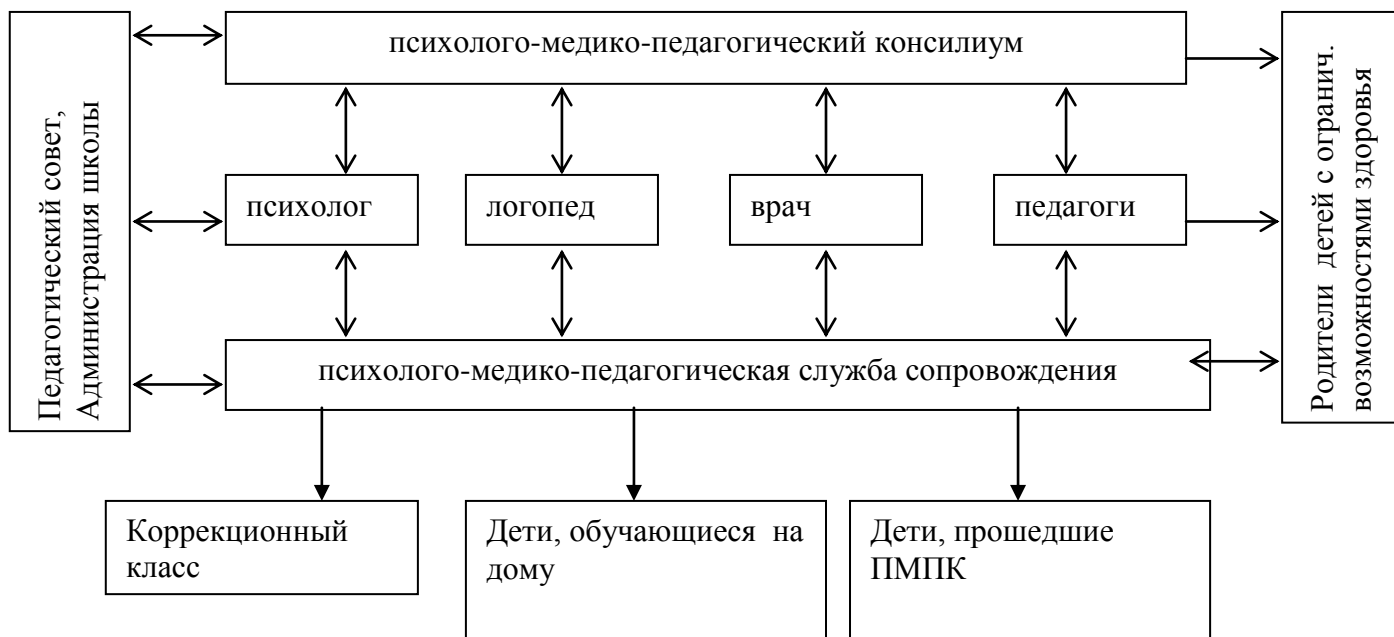 Педагогический совет,
Администрация школы
психолого-медико-педагогический консилиум
Родители  детей с огранич.
возможностями здоровья
психолог
логопед
врач
педагоги
психолого-медико-педагогическая служба сопровождения
Коррекционный
класс
Дети, обучающиеся  на
дому
Дети, прошедшие
ПМПК